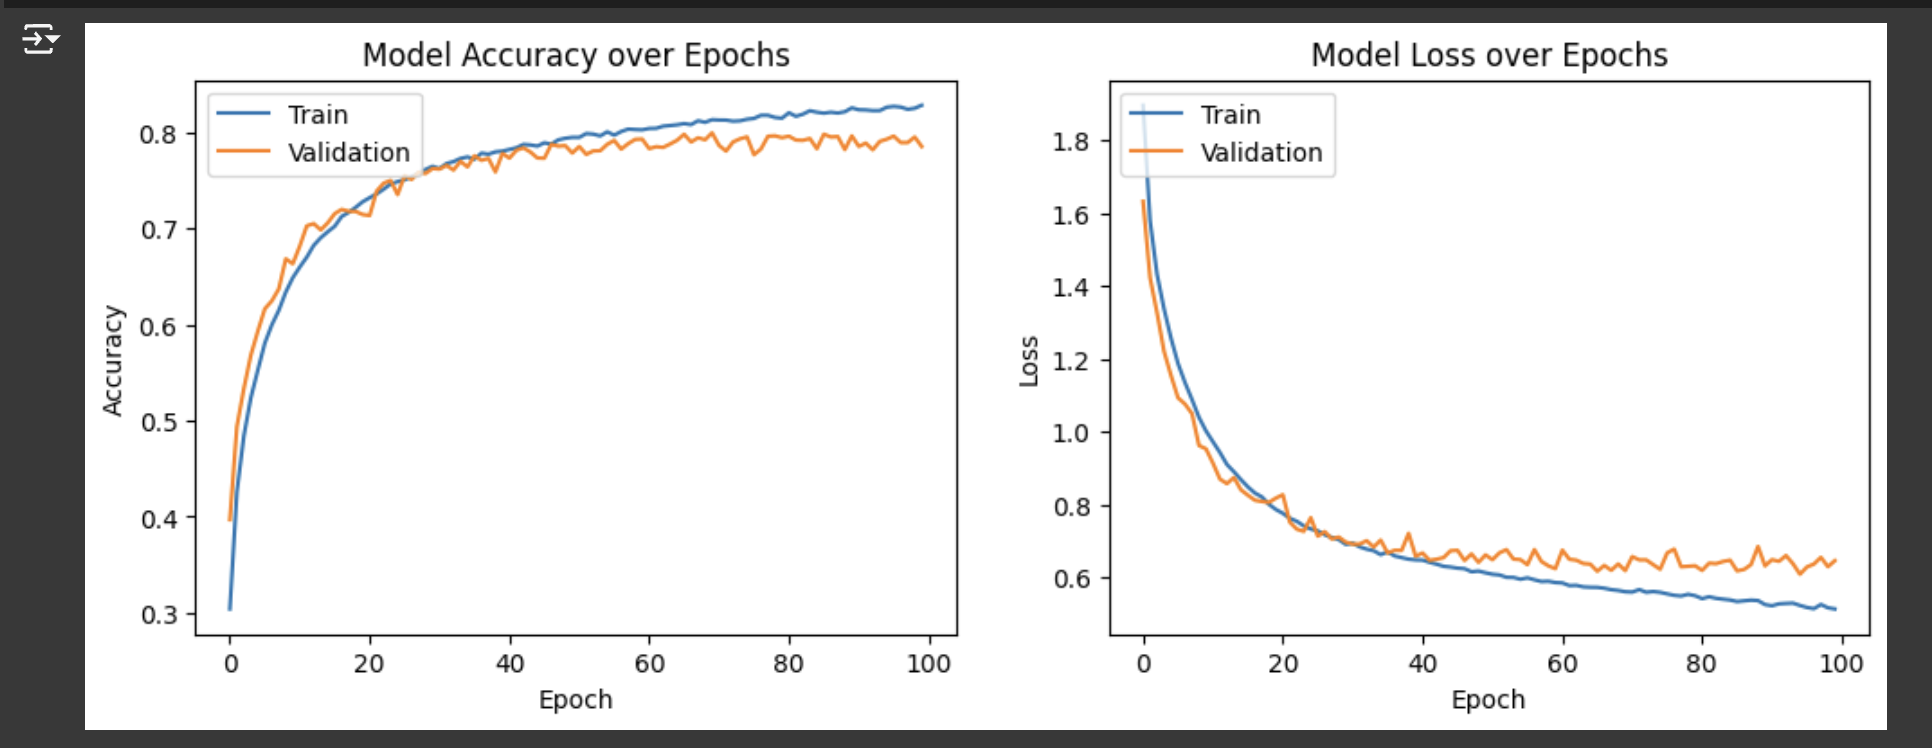 Model Accuracy over Epochs
Train
Validation
0.8
0.7
0.6
0.5
0.4
0.3
Accuracy
0 20 40 60 80 100
Epoch
Model Loss over Epochs
Train
Validation
1.8
1.6
1.4
1.2
1.0
0.8
0.6
Loss
0 20 40 60 80 100
Epoch